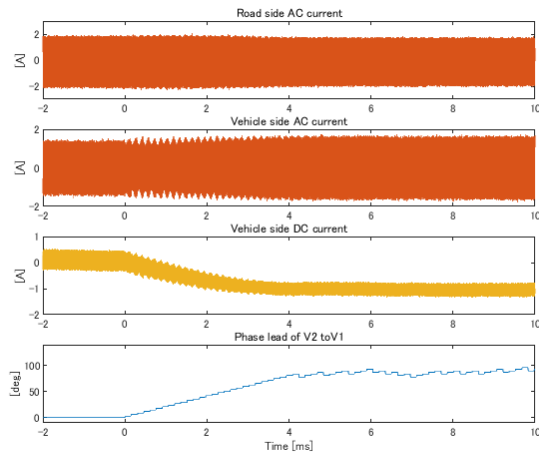 Road side AC current
2
0
-2
[A]
-2 0 2 4 6 8 10
Vehicle side AC current
2
0
-2
[A]
-2 0 2 4 6 8 10
Vehicle side DC current
1
0
-1
-2
[A]
-2 0 2 4 6 8 10
Phase lead of V2 toV1
100
50
0
[deg]
-2 0 2 4 6 8 10
Time [ms]